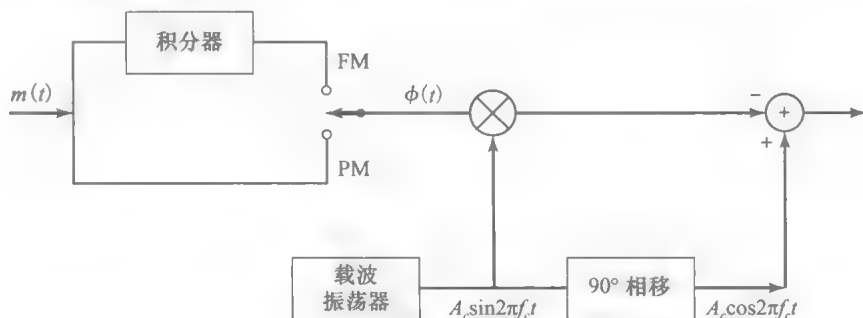 积分器
FM
m(t)
ϕ(t)
−
+
+
PM
载波
振荡器
90° 相移
A_c sin2πf_c t
A_c cos2πf_c t